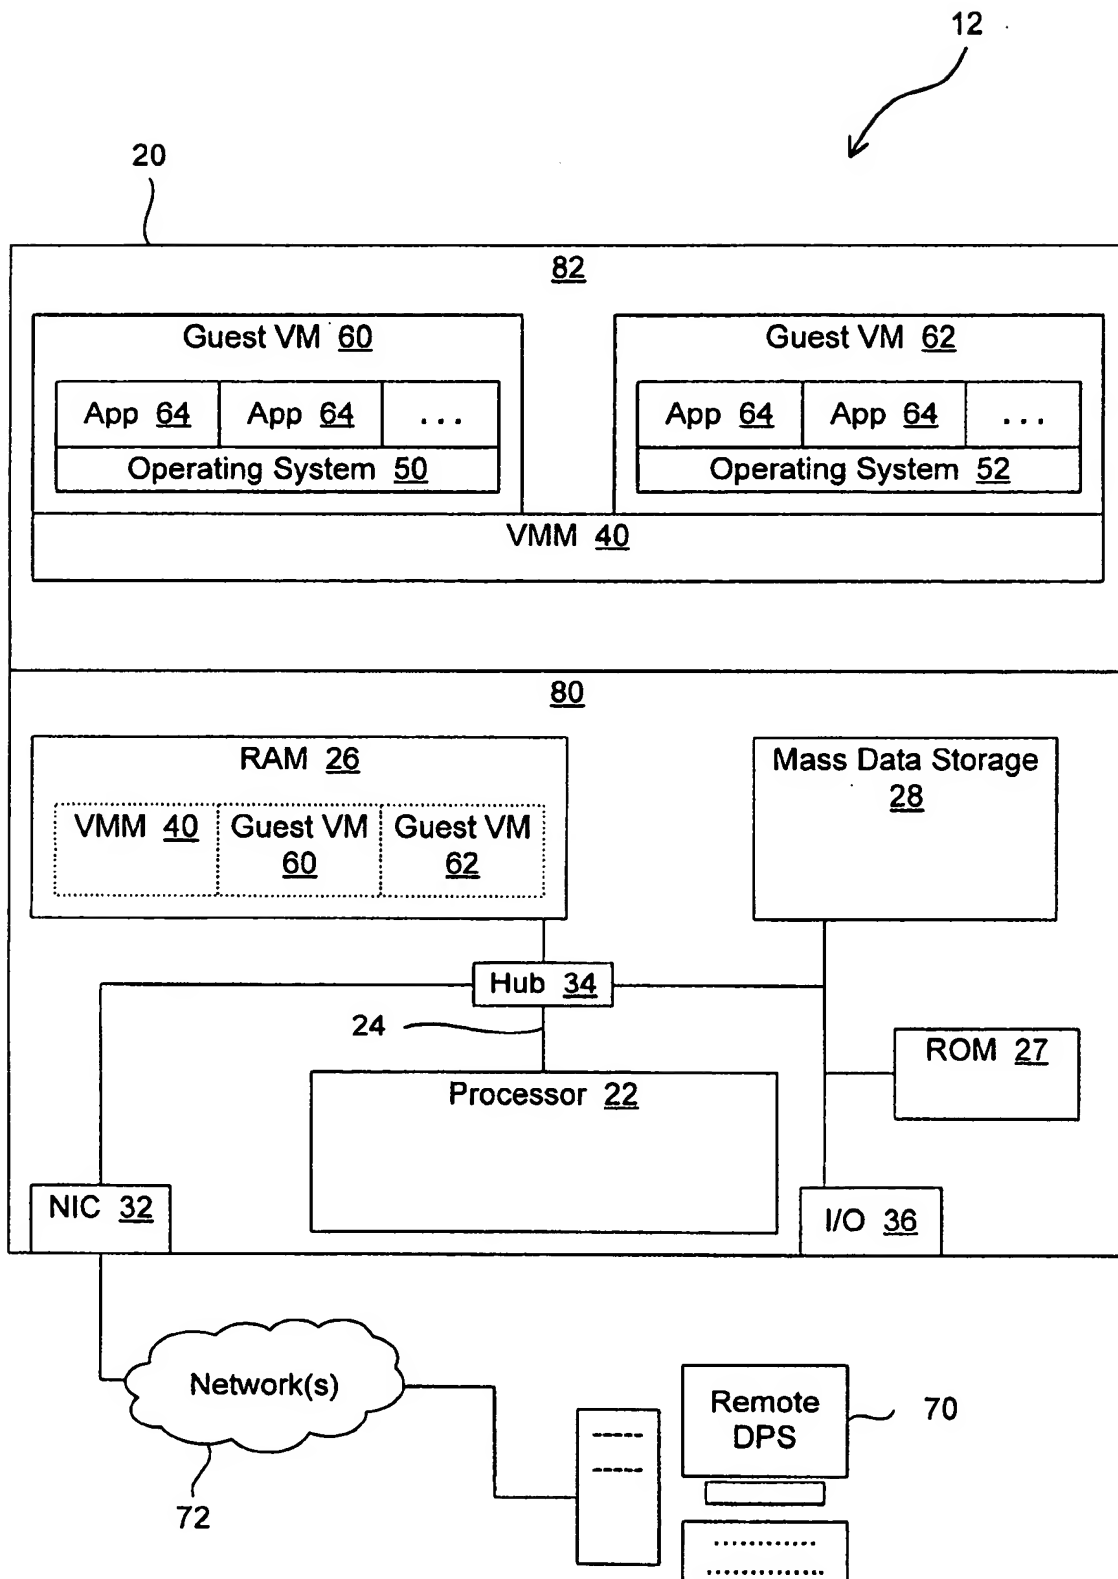 12
20
82
Guest VM 60
Guest VM 62
App 64
App 64
...
App 64
App 64
...
Operating System 50
Operating System 52
VMM 40
80
RAM 26
Mass Data Storage
28
VMM 40
Guest VM
60
Guest VM
62
Hub 34
24
ROM 27
Processor 22
NIC 32
I/O 36
Network(s)
Remote
DPS
70
72